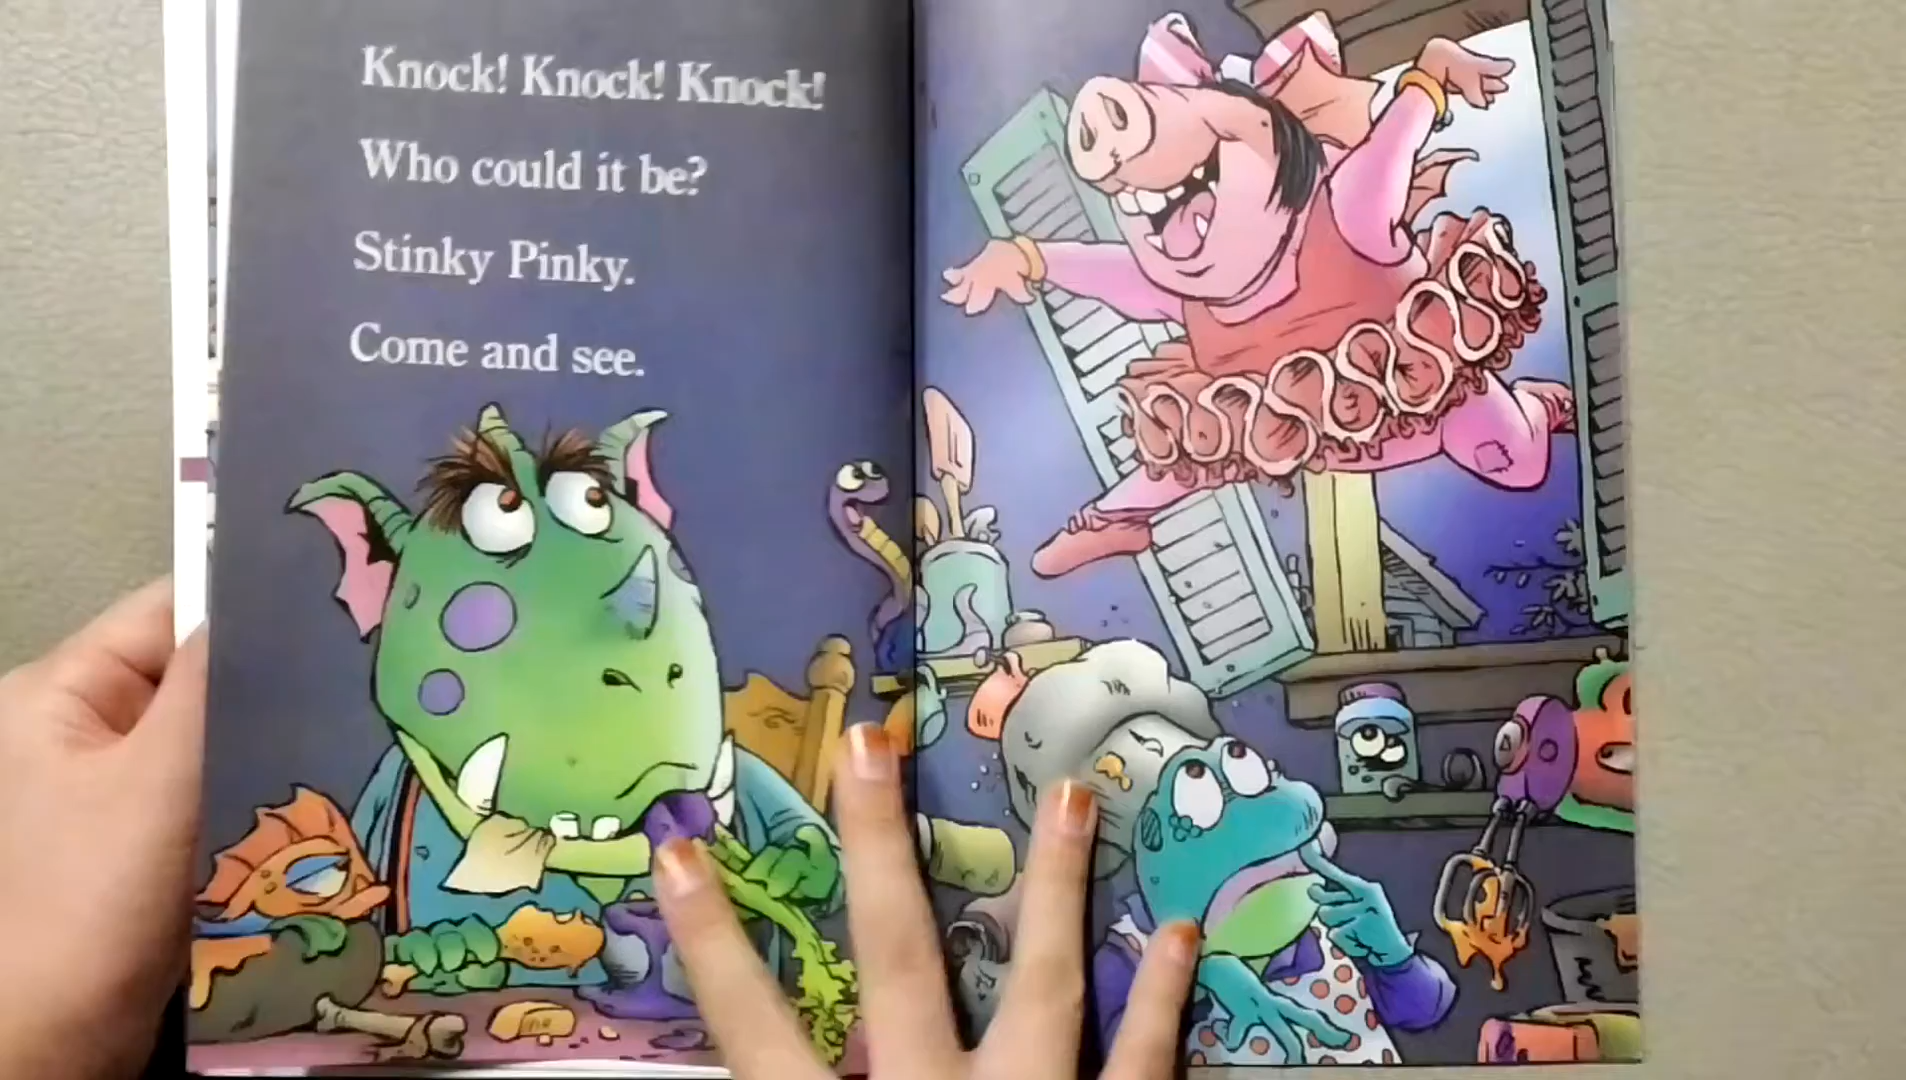 Knock! Knock! Knock!
Who could it be?
Stinky Pinky.
Come and see.